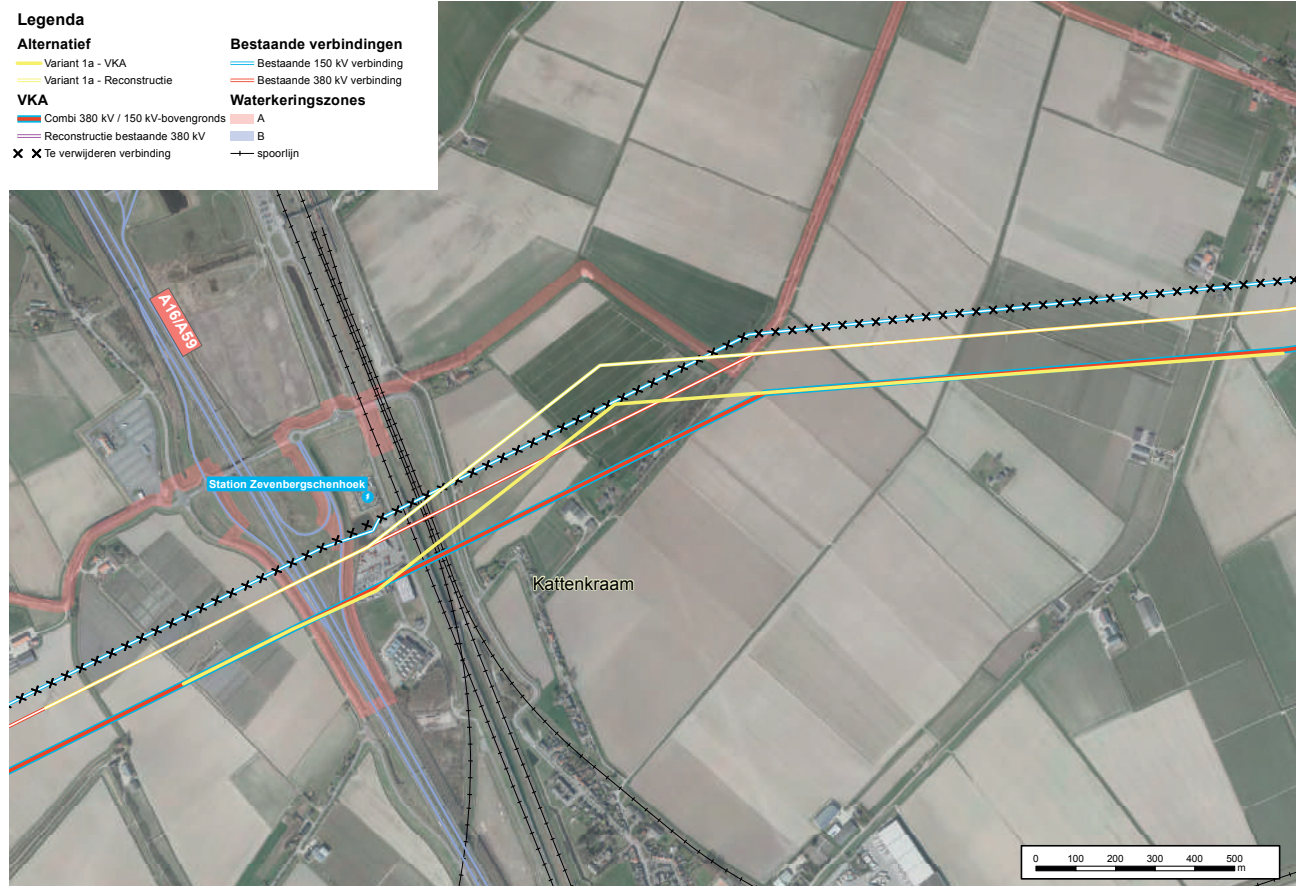 Legenda
Alternatief
Variant 1a - VKA
Variant 1a - Reconstructie
VKA
Combi 380 kV / 150 kV-bovengronds
Reconstructie bestaande 380 kV
Te verwijderen verbinding
Bestaande verbindingen
Bestaande 150 kV verbinding
Bestaande 380 kV verbinding
Waterkeringszones
A
B
spoorlijn
A16/A59
Station Zevenbergschenhoek
Kattenkraam
0 100 200 300 400 500
m